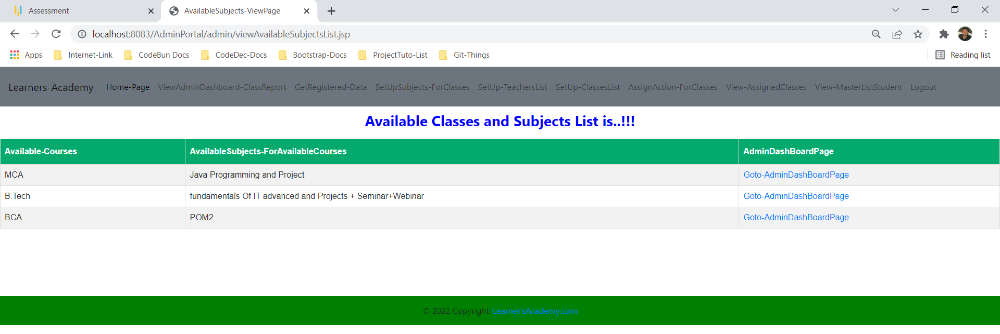 Assessment
AvailableSubjects-ViewPage
localhost:8083/AdminPortal/admin/viewAvailableSubjectsList.jsp
Apps Internet-Link CodeBun Docs CodeDec-Docs Bootstrap-Docs ProjectTuto-List Git-Things Reading list
Learners-Academy Home-Page ViewAdminDashboard-ClassReport GetRegistered-Data SetUpSubjects-ForClasses SetUp-TeachersList SetUp-ClassesList AssignAction-ForClasses View-AssignedClasses View-MasterListStudent Logout
Available Classes and Subjects List is..!!!
Available-Courses AvailableSubjects-ForAvailableCourses AdminDashBoardPage
MCA Java Programming and Project Goto-AdminDashBoardPage
B.Tech fundamentals Of IT advanced and Projects + Seminar+Webinar Goto-AdminDashBoardPage
BCA POM2 Goto-AdminDashBoardPage
© 2022 Copyright: Learner'sAcademy.com